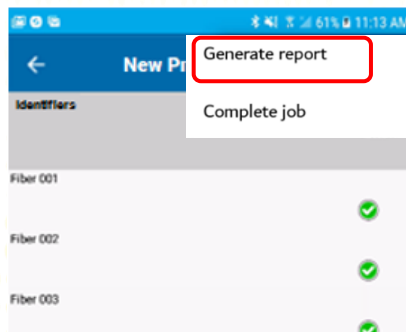 61% 11:13 AM
New Pr
Generate report
Complete job
Identifiers
Fiber 001
Fiber 002
Fiber 003